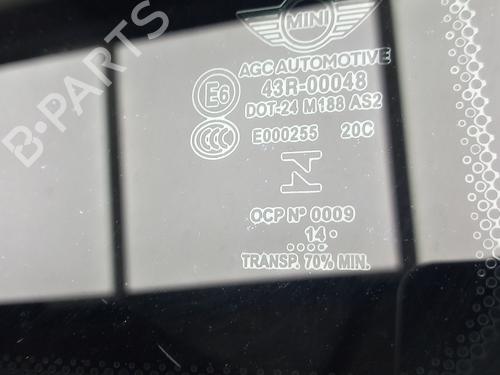 B-PARTS
MINI
AGC AUTOMOTIVE
E6 43R-00048
DOT-24 M188 AS2
CCC E000255 20C
OCP Nº 0009
14
TRANSP. 70% MIN.